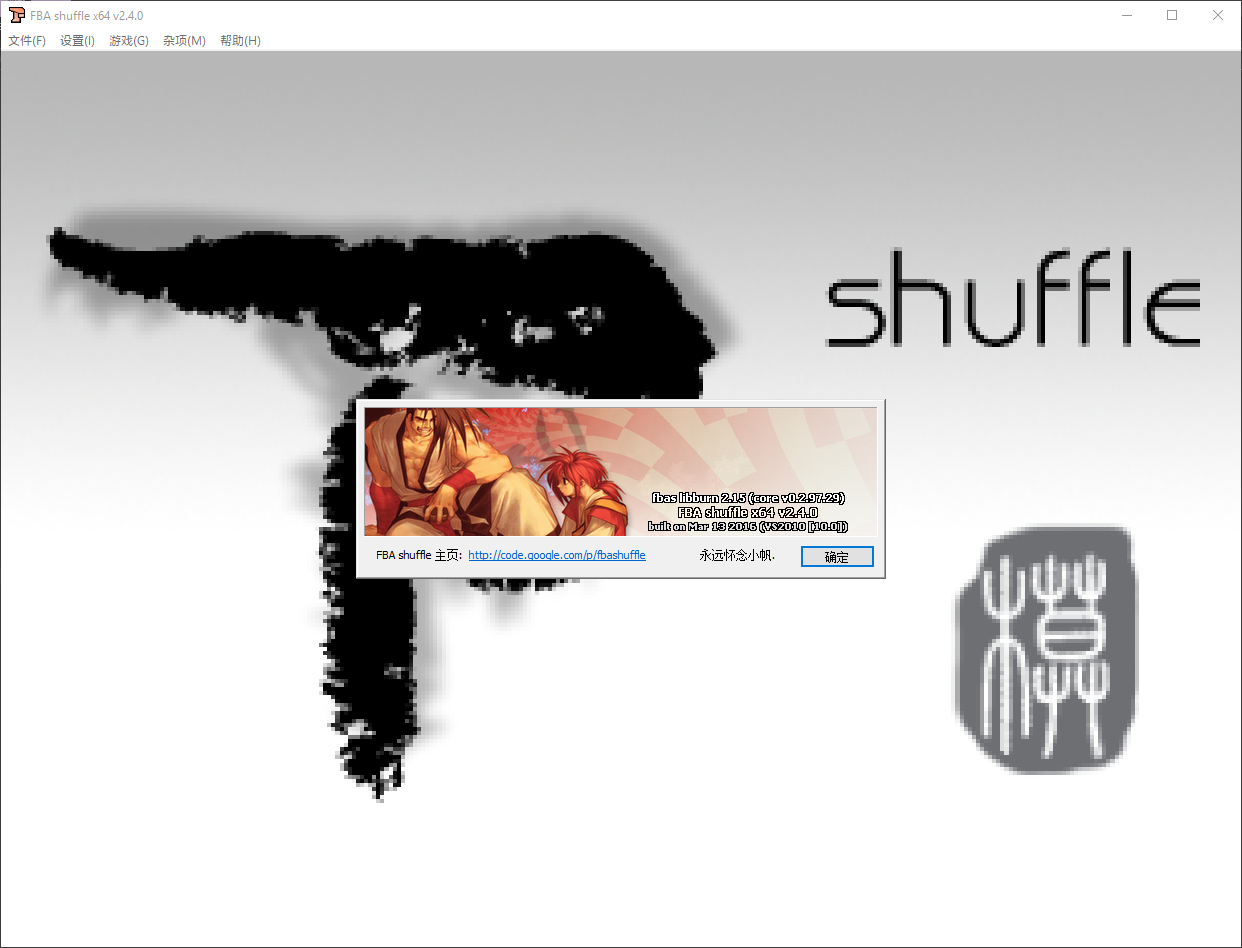 FBA shuffle x64 v2.4.0
文件(F) 设置(I) 游戏(G) 杂项(M) 帮助(H)
shuffle
fbas libburn 2.15 (core v0.2.97.29)
FBA shuffle x64 v2.4.0
built on Mar 13 2016 (VS2010 [10.0])
FBA shuffle 主页: http://code.google.com/p/fbashuffle 永远怀念小帆. 确定